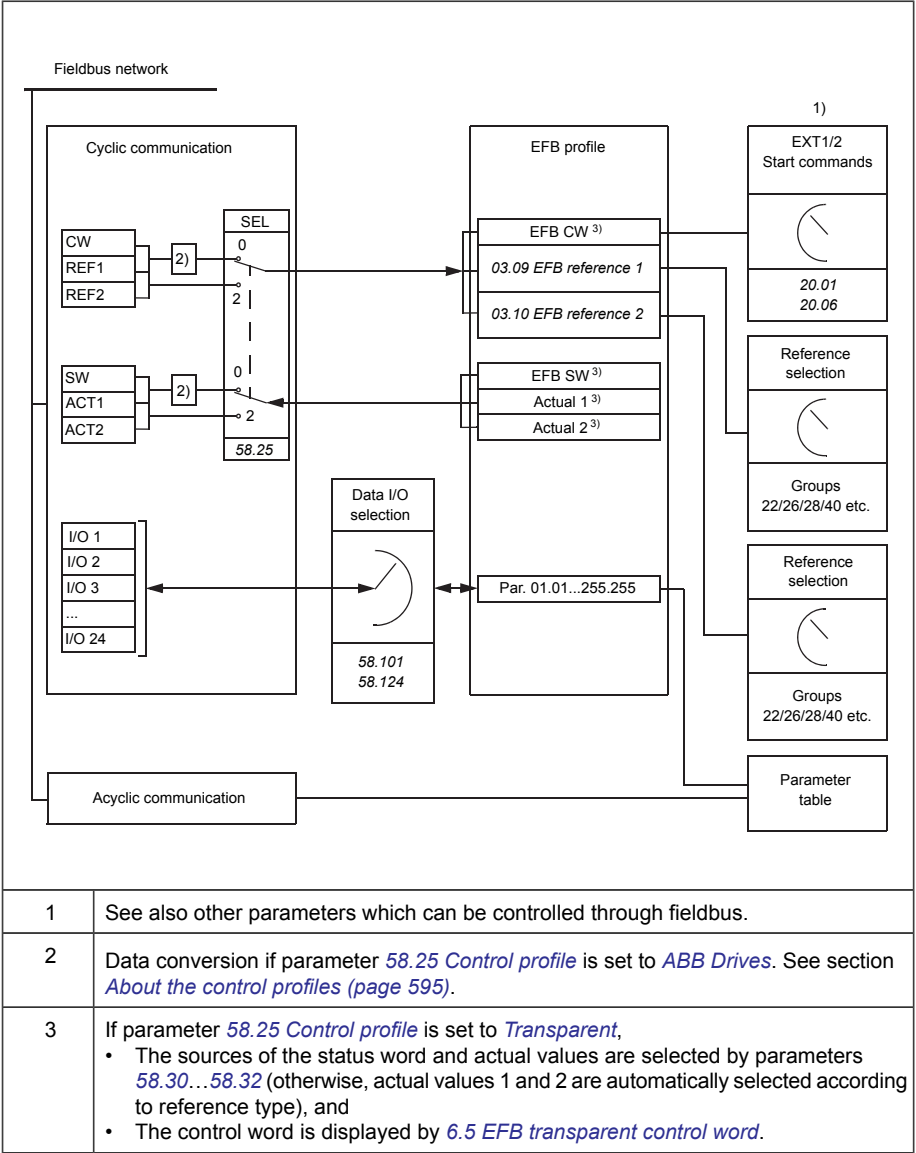 Fieldbus network
1)
Cyclic communication
EFB profile
EXT1/2
Start commands
SEL
CW
REF1
REF2
2)
0
2
EFB CW 3)
03.09 EFB reference 1
03.10 EFB reference 2
20.01
20.06
SW
ACT1
ACT2
2)
0
2
58.25
EFB SW 3)
Actual 1 3)
Actual 2 3)
Reference
selection
Groups
22/26/28/40 etc.
Data I/O
selection
I/O 1
I/O 2
I/O 3
...
I/O 24
58.101
58.124
Par. 01.01...255.255
Reference
selection
Groups
22/26/28/40 etc.
Acyclic communication
Parameter
table
1 See also other parameters which can be controlled through fieldbus.
2 Data conversion if parameter 58.25 Control profile is set to ABB Drives. See section
About the control profiles (page 595).
3 If parameter 58.25 Control profile is set to Transparent,
• The sources of the status word and actual values are selected by parameters
58.30…58.32 (otherwise, actual values 1 and 2 are automatically selected according
to reference type), and
• The control word is displayed by 6.5 EFB transparent control word.